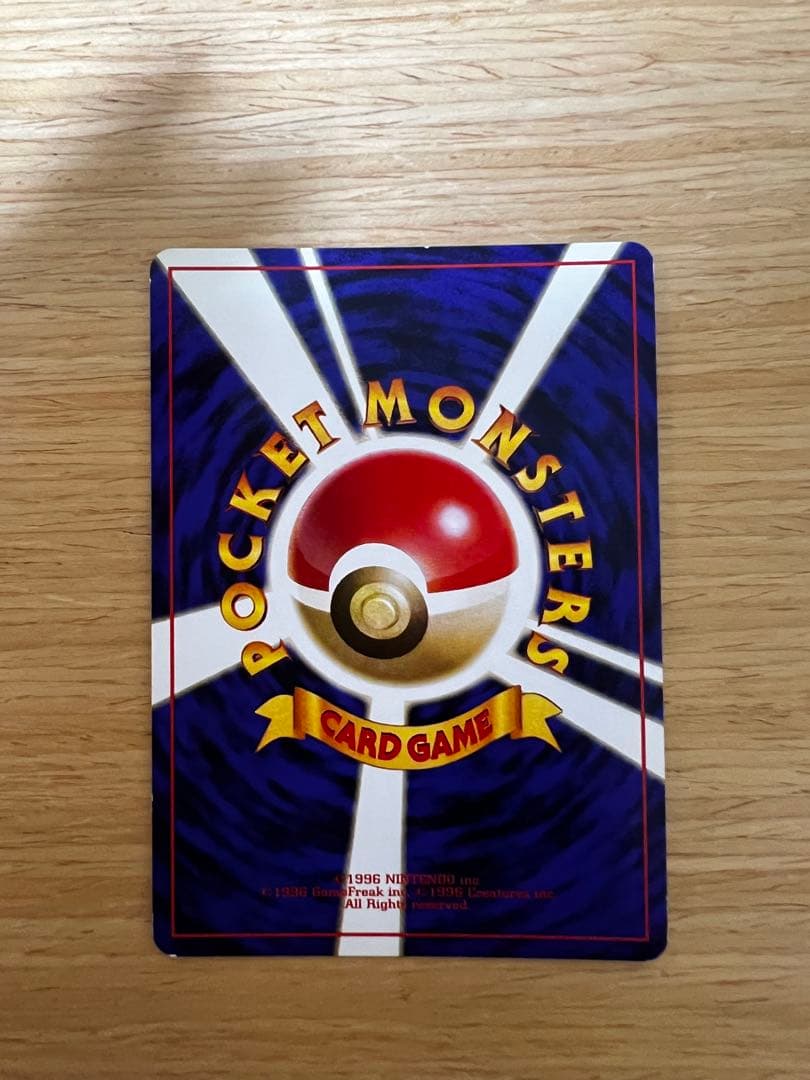 POCKET MONSTERS
CARD GAME
©1996 NINTENDO inc
©1996 GameFreak inc. ©1996 Creatures inc
All Rights reserved